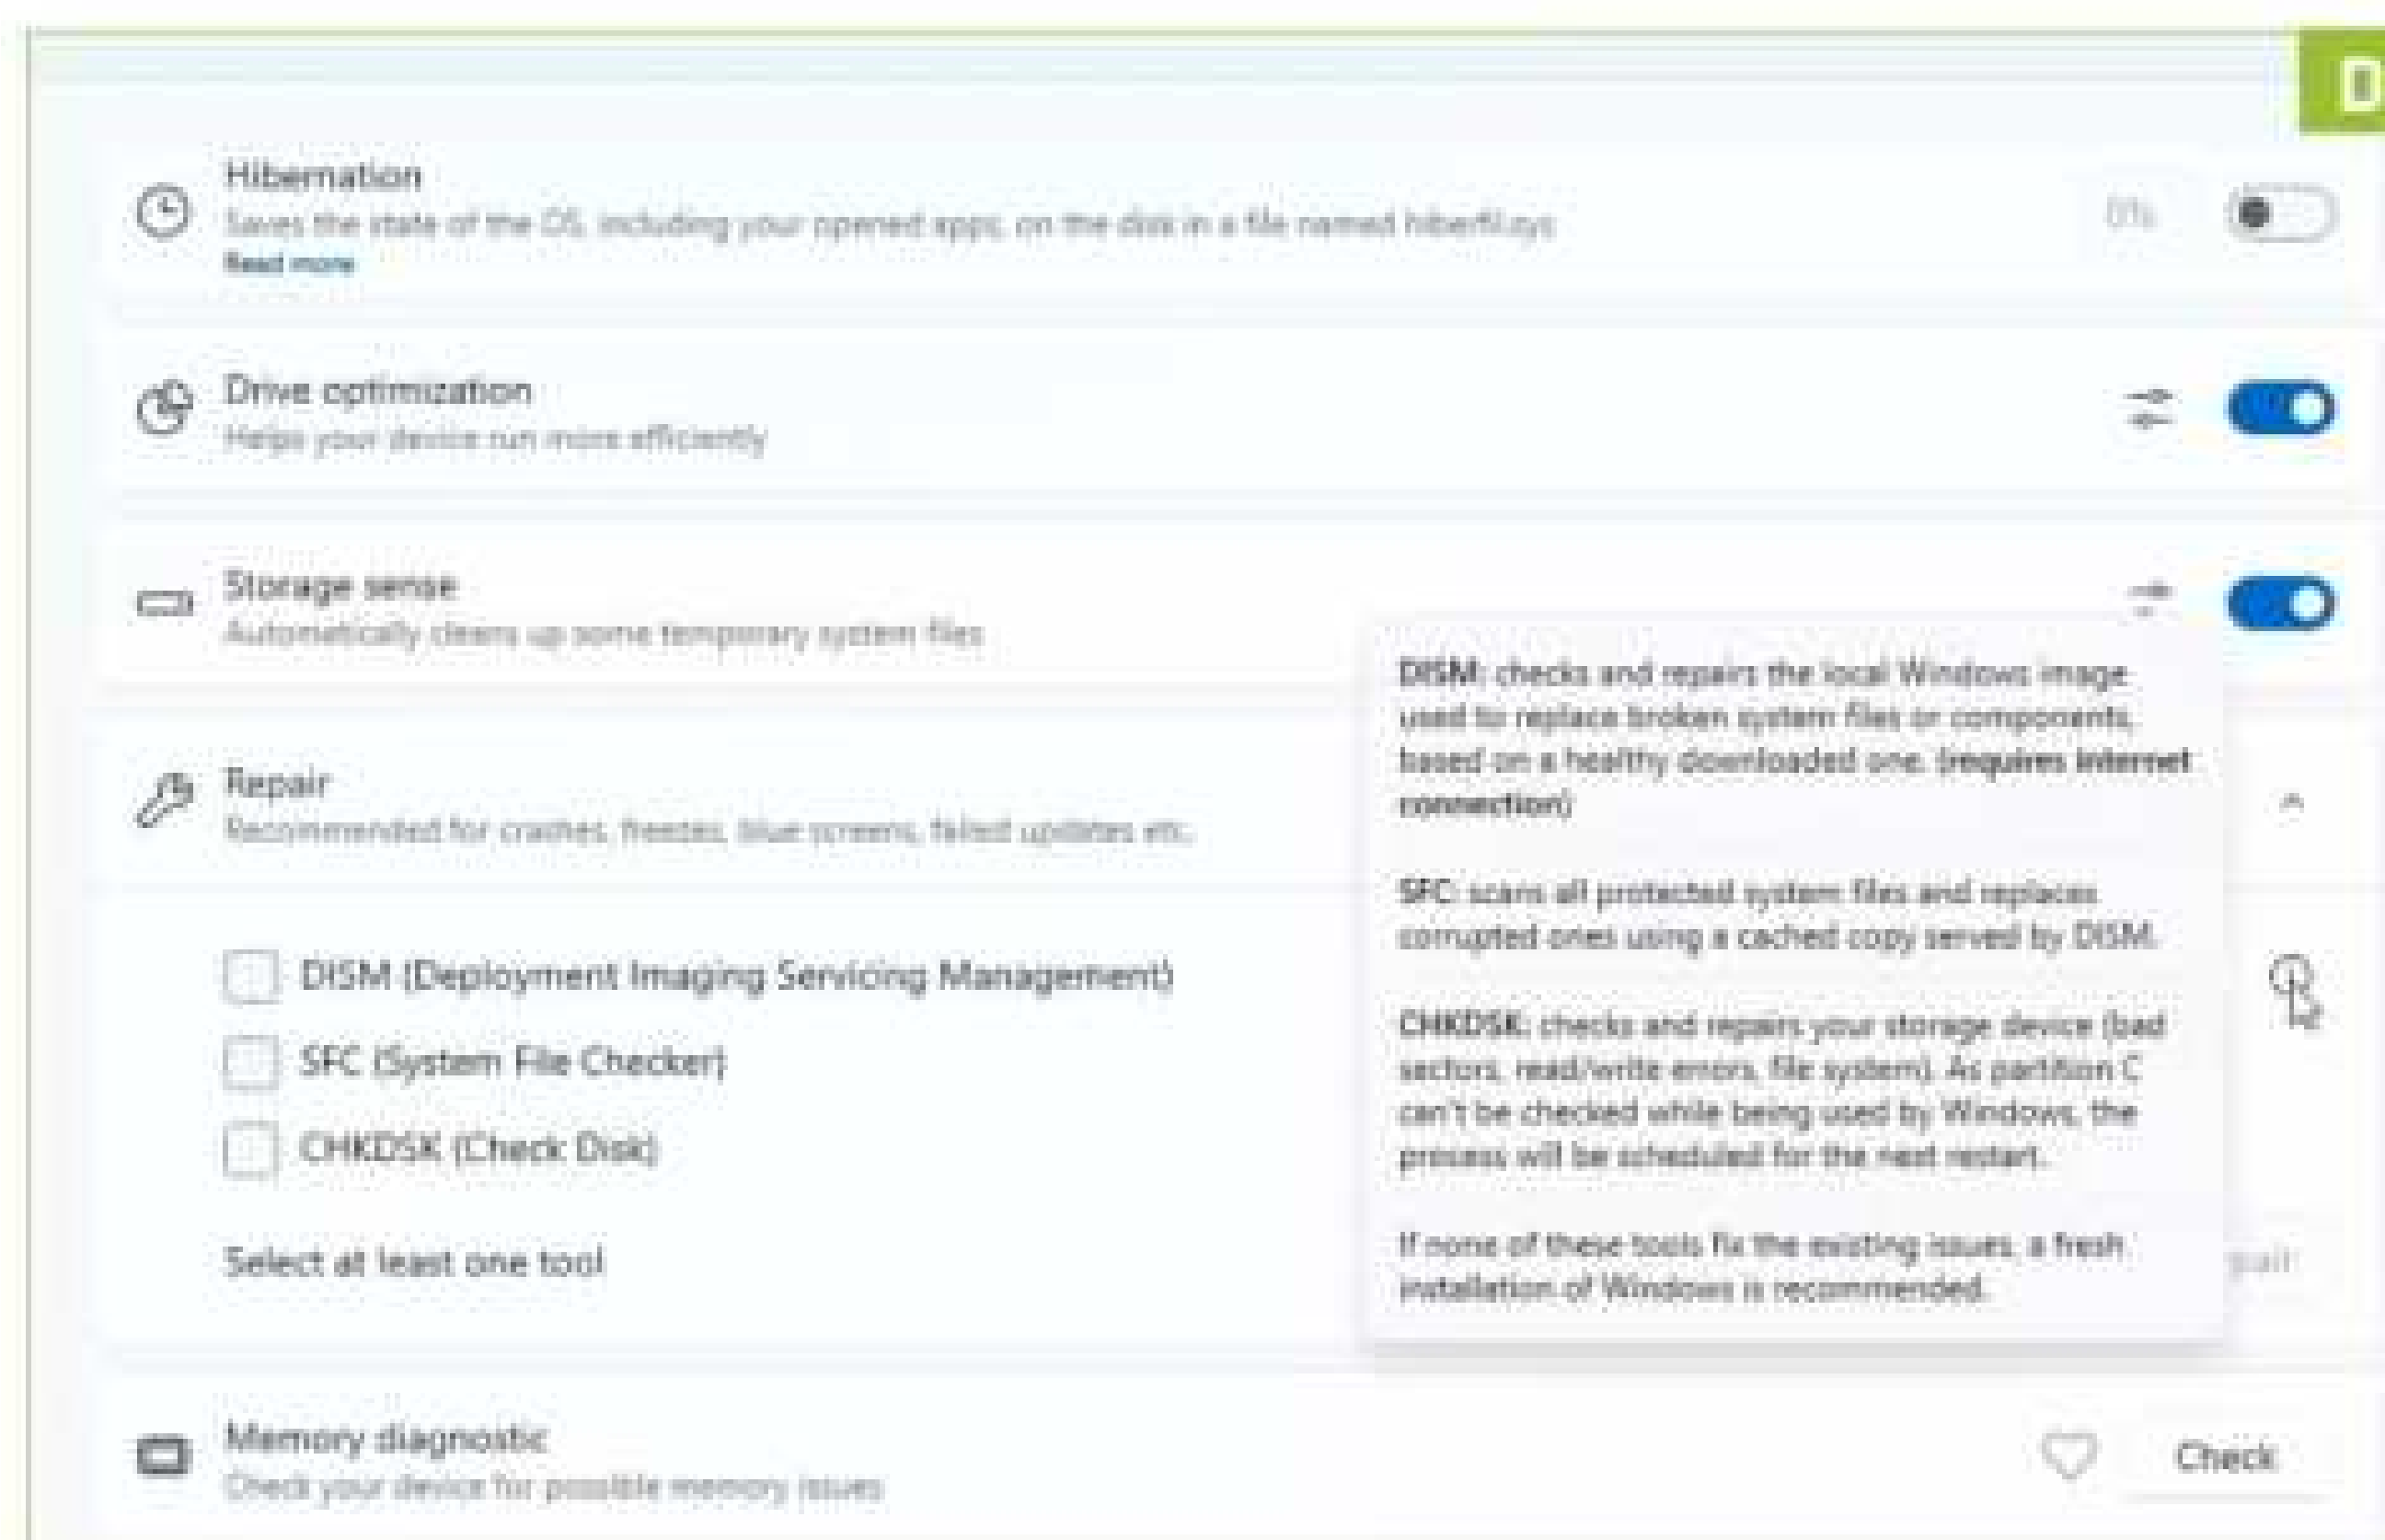 D
Hibernation
Saves the state of the OS, including your opened apps, on the disk in a file named hiberfil.sys
Read more
Drive optimization
Helps your device run more efficiently
Storage sense
Automatically cleans up some temporary system files
Repair
Recommended for crashes, freezes, blue screens, failed updates etc.
DISM (Deployment Imaging Servicing Management)
SFC (System File Checker)
CHKDSK (Check Disk)
Select at least one tool
DISM: checks and repairs the local Windows image
used to replace broken system files or components,
based on a healthy downloaded one. (requires internet
connection)
SFC: scans all protected system files and replaces
corrupted ones using a cached copy served by DISM.
CHKDSK: checks and repairs your storage device (bad
sectors, read/write errors, file system). As partition C
can't be checked while being used by Windows, the
process will be scheduled for the next restart.
If none of these tools fix the existing issues, a fresh
installation of Windows is recommended.
pair
Memory diagnostic
Check your device for possible memory issues
Check